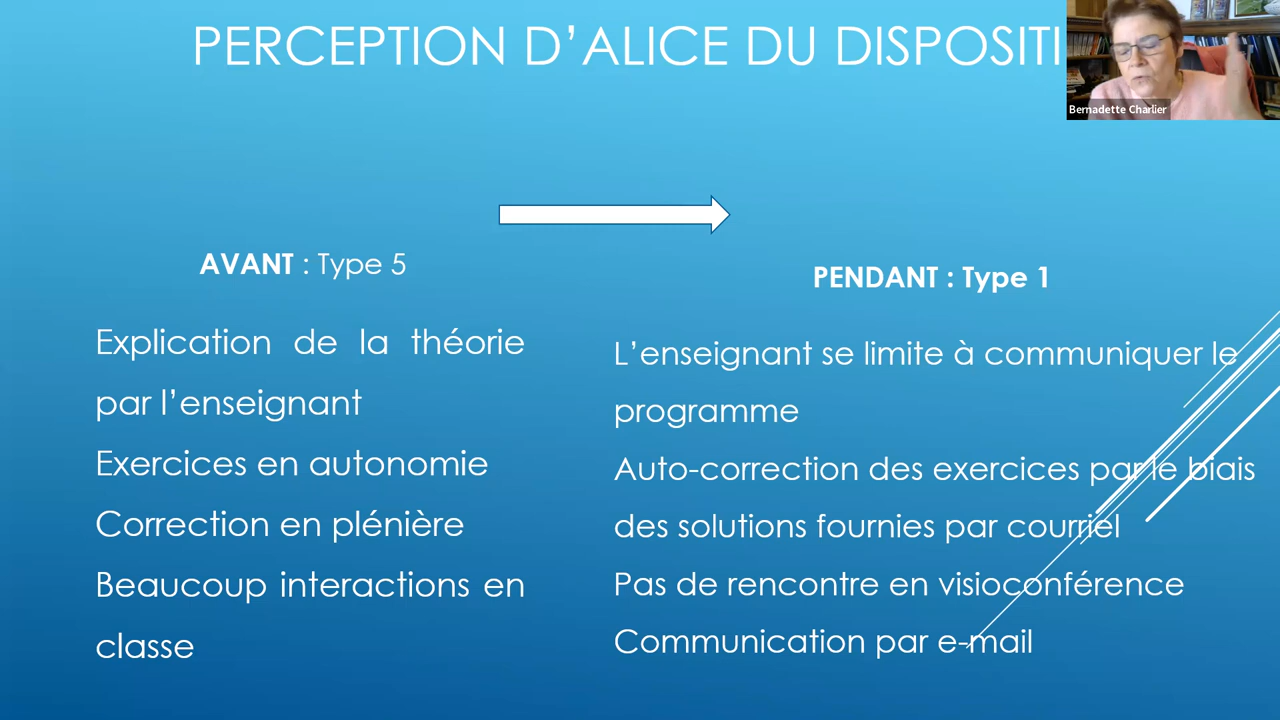 PERCEPTION D’ALICE DU DISPOSITI
Bernadette Charlier
AVANT : Type 5
Explication de la théorie
par l’enseignant
Exercices en autonomie
Correction en plénière
Beaucoup interactions en
classe
PENDANT : Type 1
L’enseignant se limite à communiquer le
programme
Auto-correction des exercices par le biais
des solutions fournies par courriel
Pas de rencontre en visioconférence
Communication par e-mail